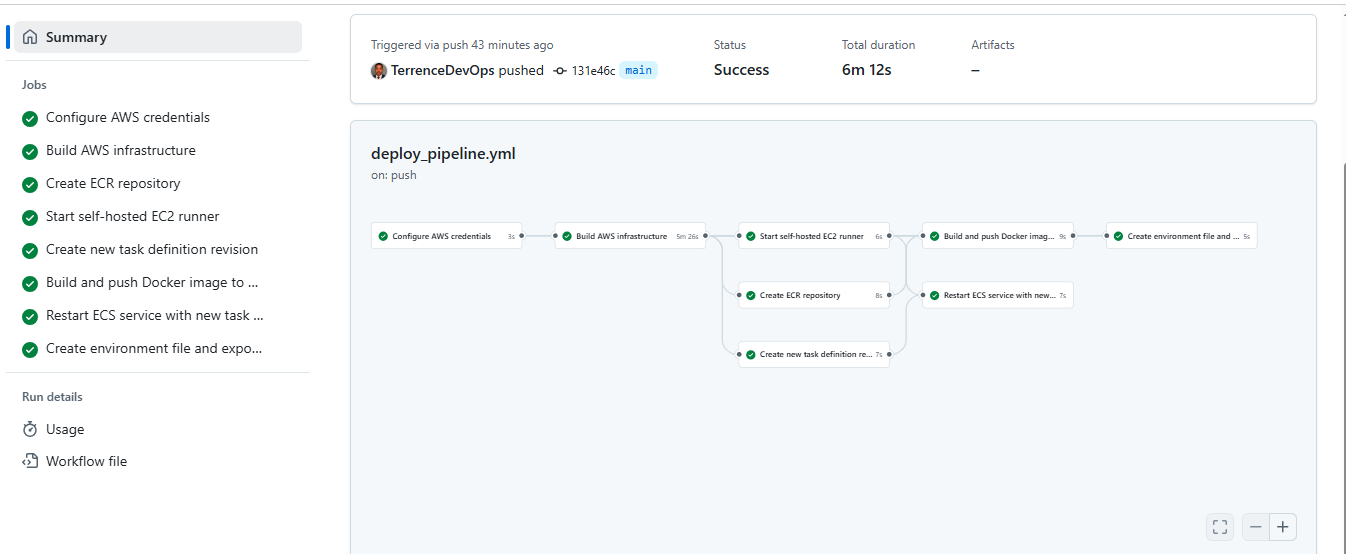 Summary
Jobs
Configure AWS credentials
Build AWS infrastructure
Create ECR repository
Start self-hosted EC2 runner
Create new task definition revision
Build and push Docker image to ...
Restart ECS service with new task ...
Create environment file and expo...
Run details
Usage
Workflow file
Triggered via push 43 minutes ago
TerrenceDevOps pushed 131e46c main
Status
Success
Total duration
6m 12s
Artifacts
–
deploy_pipeline.yml
on: push
Configure AWS credentials 3s
Build AWS infrastructure 5m 26s
Start self-hosted EC2 runner 6s
Build and push Docker imag... 9s
Create environment file and ... 5s
Create ECR repository 8s
Restart ECS service with new... 7s
Create new task definition re... 7s